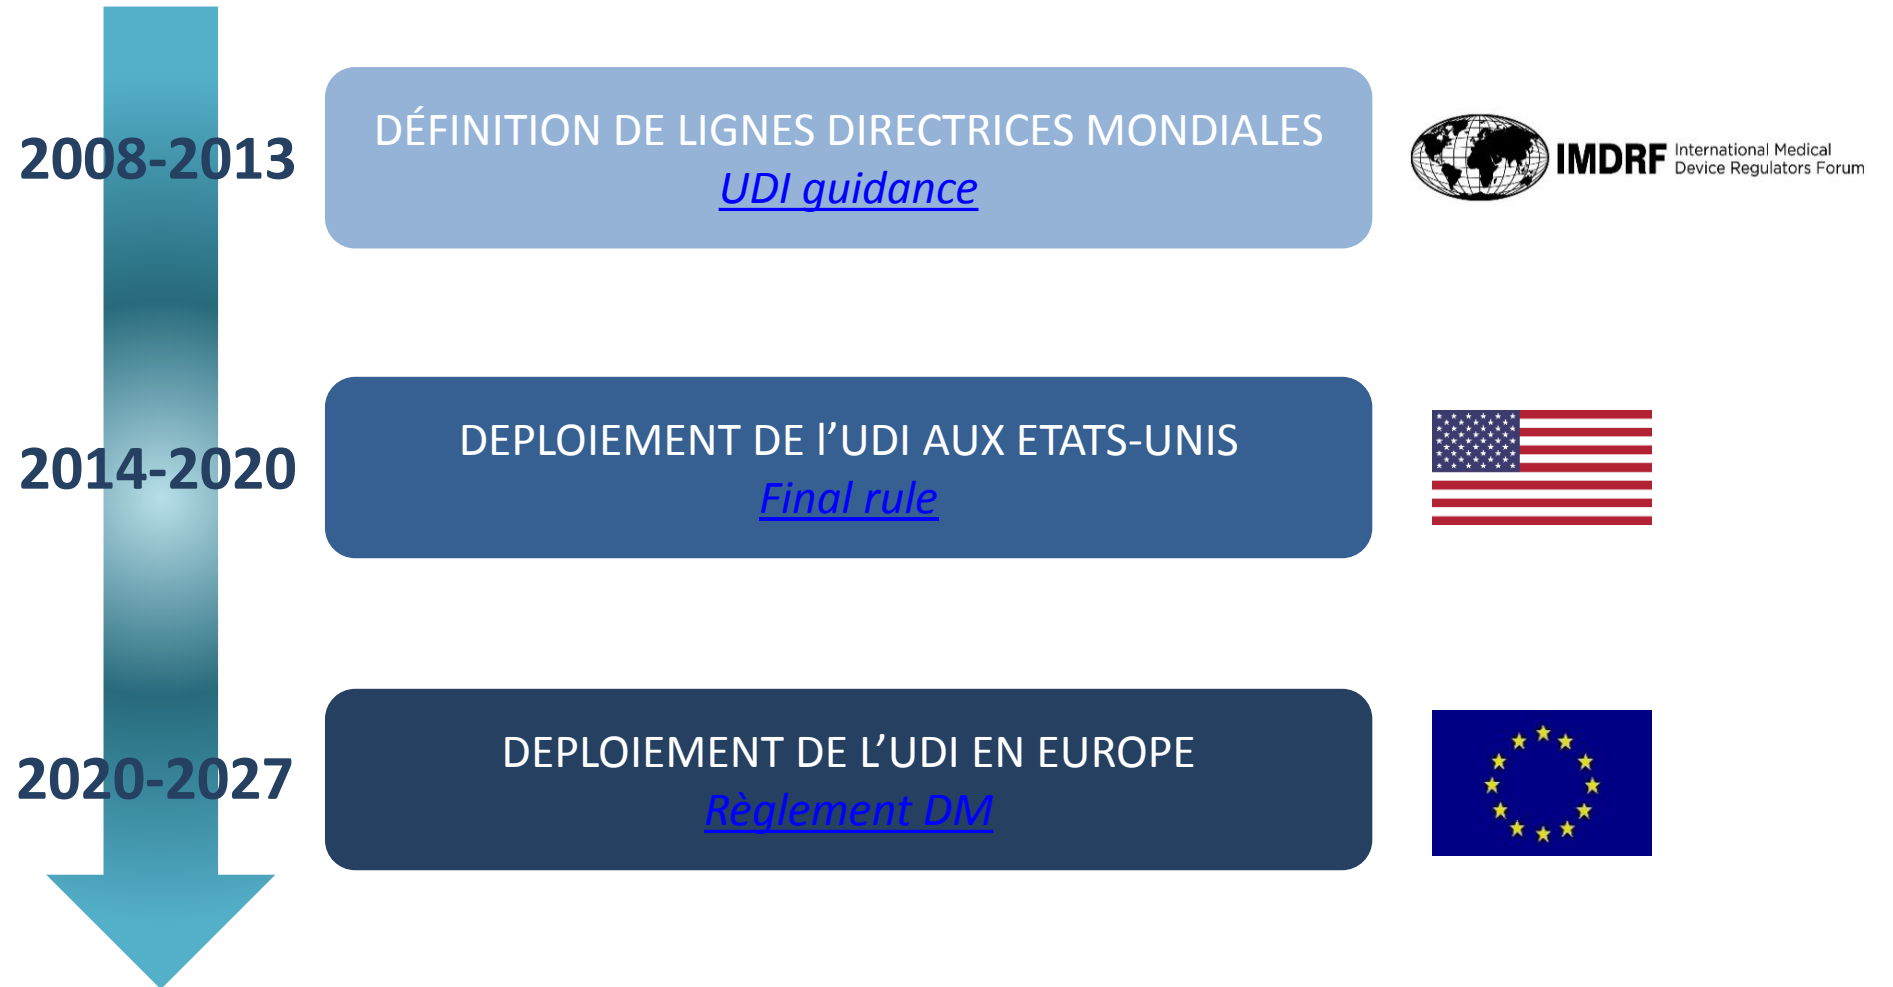 2008-2013
DÉFINITION DE LIGNES DIRECTRICES MONDIALES
UDI guidance
IMDRF
International Medical
Device Regulators Forum
2014-2020
DEPLOIEMENT DE l’UDI AUX ETATS-UNIS
Final rule
2020-2027
DEPLOIEMENT DE L’UDI EN EUROPE
Règlement DM